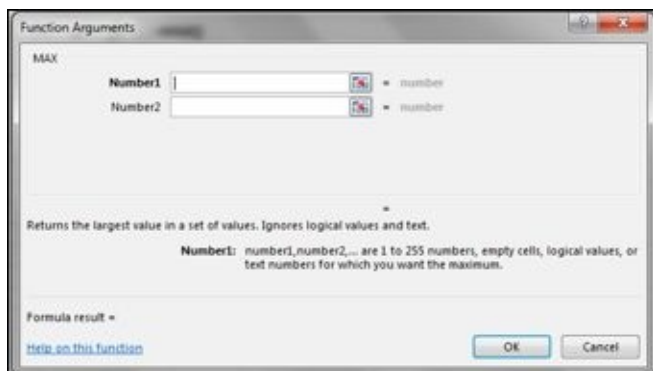 Function Arguments
MAX
Number1 = number
Number2 = number
=
Returns the largest value in a set of values. Ignores logical values and text.
Number1: number1,number2,... are 1 to 255 numbers, empty cells, logical values, or
text numbers for which you want the maximum.
Formula result =
Help on this function OK Cancel